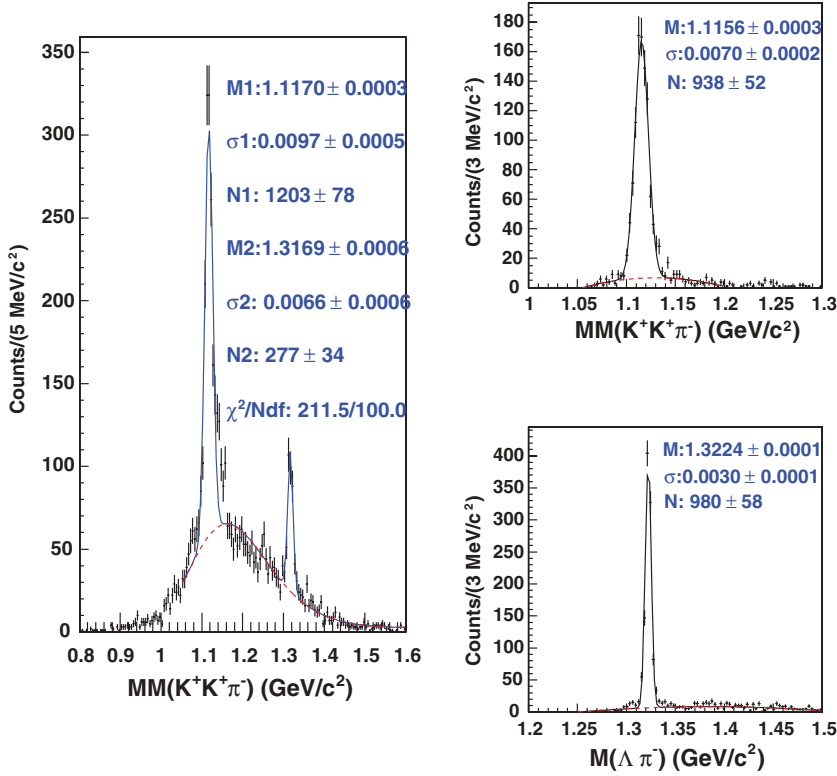 Counts/(5 MeV/c²)
350
300
250
200
150
100
50
0
M1:1.1170 ± 0.0003
σ1:0.0097 ± 0.0005
N1: 1203 ± 78
M2:1.3169 ± 0.0006
σ2: 0.0066 ± 0.0006
N2: 277 ± 34
χ²/Ndf: 211.5/100.0
0.8 0.9 1 1.1 1.2 1.3 1.4 1.5 1.6
MM(K⁺K⁺π⁻) (GeV/c²)
Counts/(3 MeV/c²)
180
160
140
120
100
80
60
40
20
0
M:1.1156 ± 0.0003
σ:0.0070 ± 0.0002
N: 938 ± 52
1 1.05 1.1 1.15 1.2 1.25 1.3
MM(K⁺K⁺π⁻) (GeV/c²)
Counts/(3 MeV/c²)
400
350
300
250
200
150
100
50
0
M:1.3224 ± 0.0001
σ:0.0030 ± 0.0001
N: 980 ± 58
1.2 1.25 1.3 1.35 1.4 1.45 1.5
M(Λ π⁻) (GeV/c²)